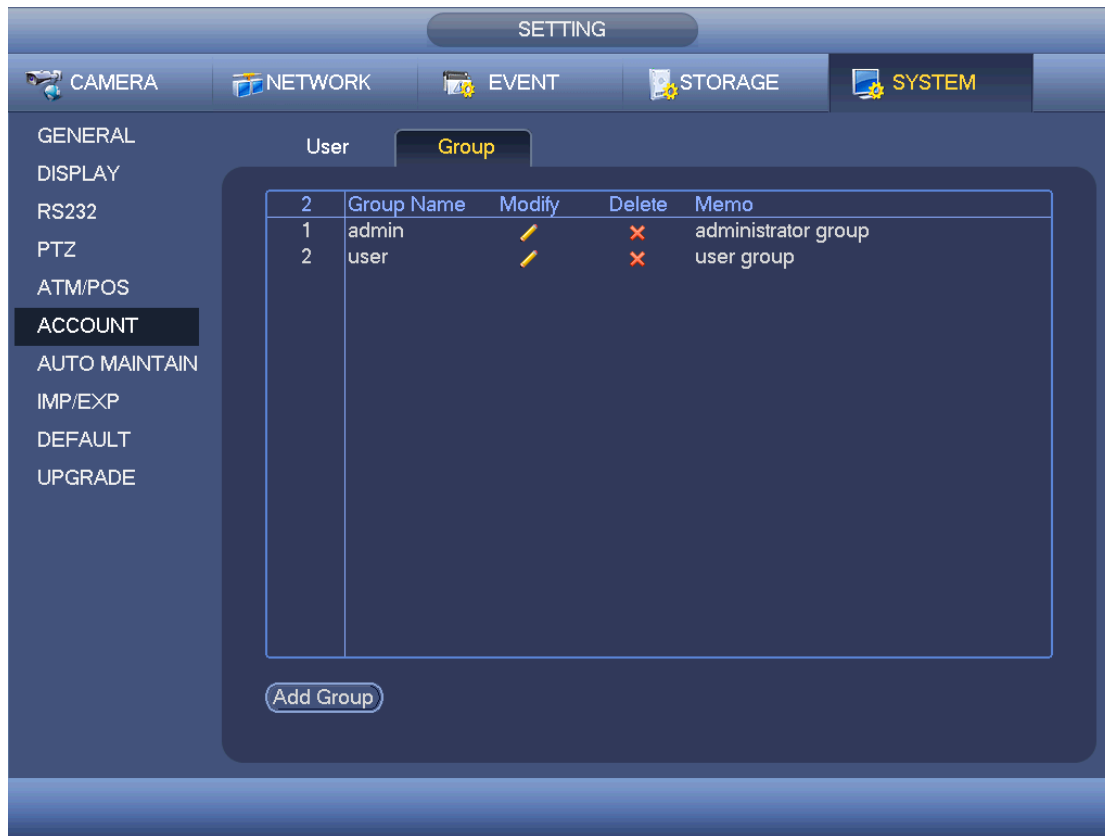 SETTING
CAMERA NETWORK EVENT STORAGE SYSTEM
GENERAL
DISPLAY
RS232
PTZ
ATM/POS
ACCOUNT
AUTO MAINTAIN
IMP/EXP
DEFAULT
UPGRADE
User Group
2 Group Name Modify Delete Memo
1 admin administrator group
2 user user group
Add Group